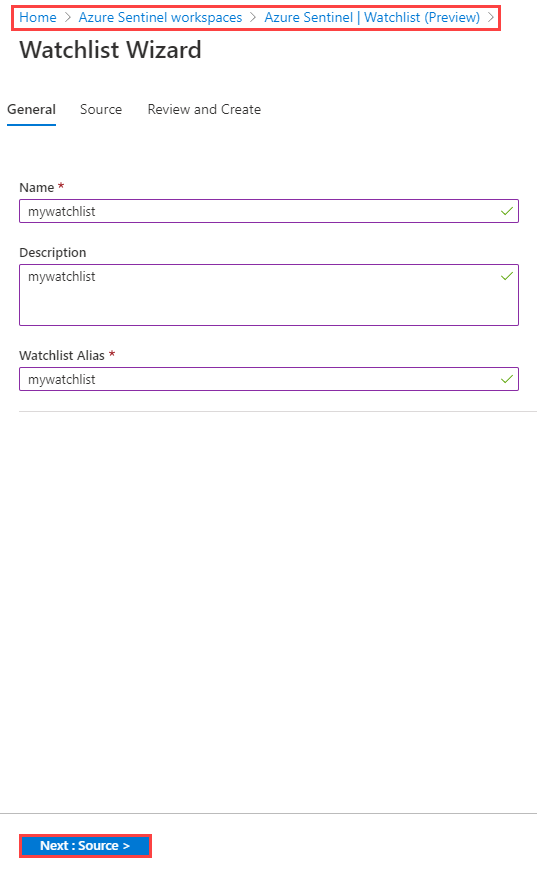 Home > Azure Sentinel workspaces > Azure Sentinel | Watchlist (Preview) >
Watchlist Wizard
General Source Review and Create
Name *
mywatchlist
Description
mywatchlist
Watchlist Alias *
mywatchlist
Next : Source >